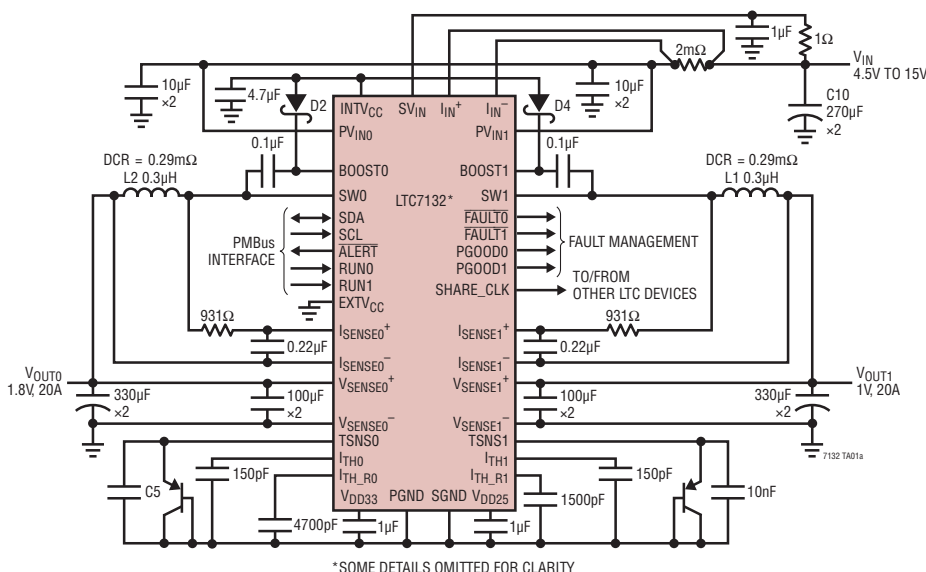 1µF
1Ω
2mΩ
VIN
4.5V TO 15V
10µF
×2
4.7µF
D2
INTVCC
SVIN
IIN+
IIN−
D4
10µF
×2
C10
270µF
×2
PVIN0
PVIN1
0.1µF
0.1µF
DCR = 0.29mΩ
L2 0.3µH
BOOST0
BOOST1
DCR = 0.29mΩ
L1 0.3µH
SW0
LTC7132*
SW1
PMBus
INTERFACE
SDA
SCL
ALERT
RUN0
RUN1
EXTVCC
FAULT0
FAULT1
PGOOD0
PGOOD1
SHARE_CLK
FAULT MANAGEMENT
TO/FROM
OTHER LTC DEVICES
931Ω
ISENSE0+
ISENSE1+
931Ω
0.22µF
0.22µF
ISENSE0−
ISENSE1−
VOUT0
1.8V, 20A
VSENSE0+
VSENSE1+
VOUT1
1V, 20A
330µF
×2
100µF
×2
100µF
×2
330µF
×2
VSENSE0−
VSENSE1−
TSNS0
TSNS1
7132 TA01a
C5
150pF
ITH0
ITH1
150pF
10nF
ITH_R0
ITH_R1
4700pF
VDD33
PGND
SGND
VDD25
1500pF
1µF
1µF
*SOME DETAILS OMITTED FOR CLARITY